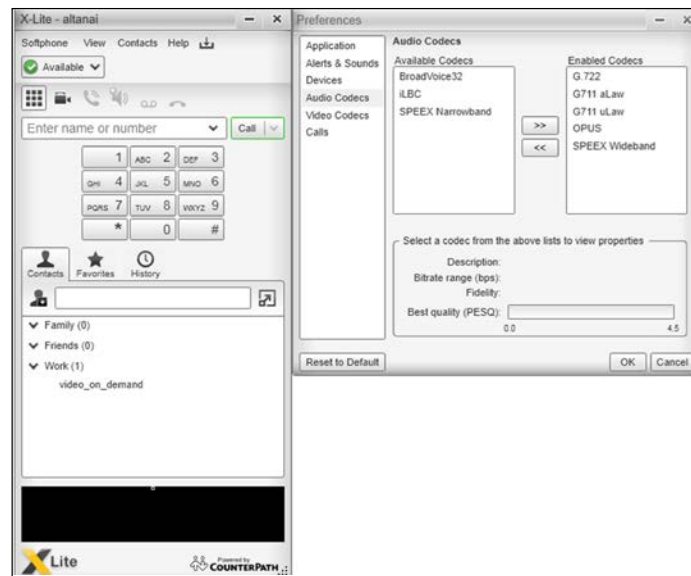 X-Lite - altanai
Softphone View Contacts Help
Available
Enter name or number
Call
1 ABC 2 DEF 3
GHI 4 JKL 5 MNO 6
PQRS 7 TUV 8 WXYZ 9
* 0 #
Contacts Favorites History
Family (0)
Friends (0)
Work (1)
video_on_demand
X Lite
Powered by
COUNTERPATH
Preferences
Application
Alerts & Sounds
Devices
Audio Codecs
Video Codecs
Calls
Audio Codecs
Available Codecs
BroadVoice32
iLBC
SPEEX Narrowband
>>
<<
Enabled Codecs
G.722
G711 aLaw
G711 uLaw
OPUS
SPEEX Wideband
Select a codec from the above lists to view properties
Description:
Bitrate range (bps):
Fidelity:
Best quality (PESQ):
0.0 4.5
Reset to Default
OK Cancel